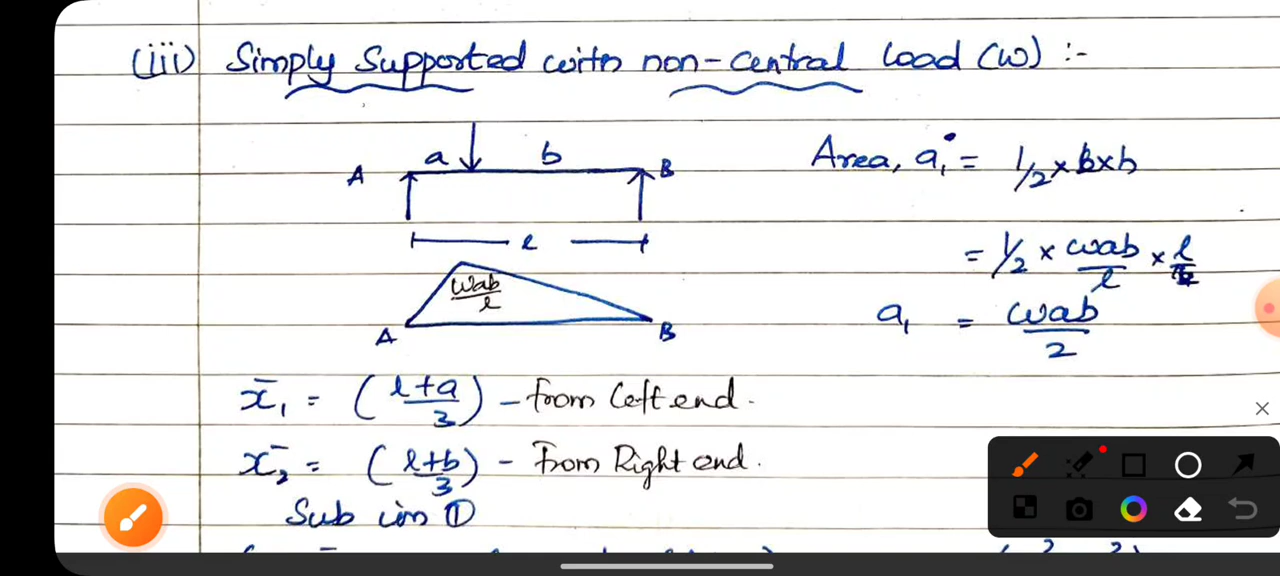 (iii) Simply Supported with non-central load (W) :-
a b
A B
Area, a₁ = 1/2 × b × h
l
= 1/2 × wab/l × l
wab/l
a₁ = wab/2
A B
x̄₁ = (l+a/3) - from left end.
x̄₂ = (l+b/3) - From Right end.
Sub in ①